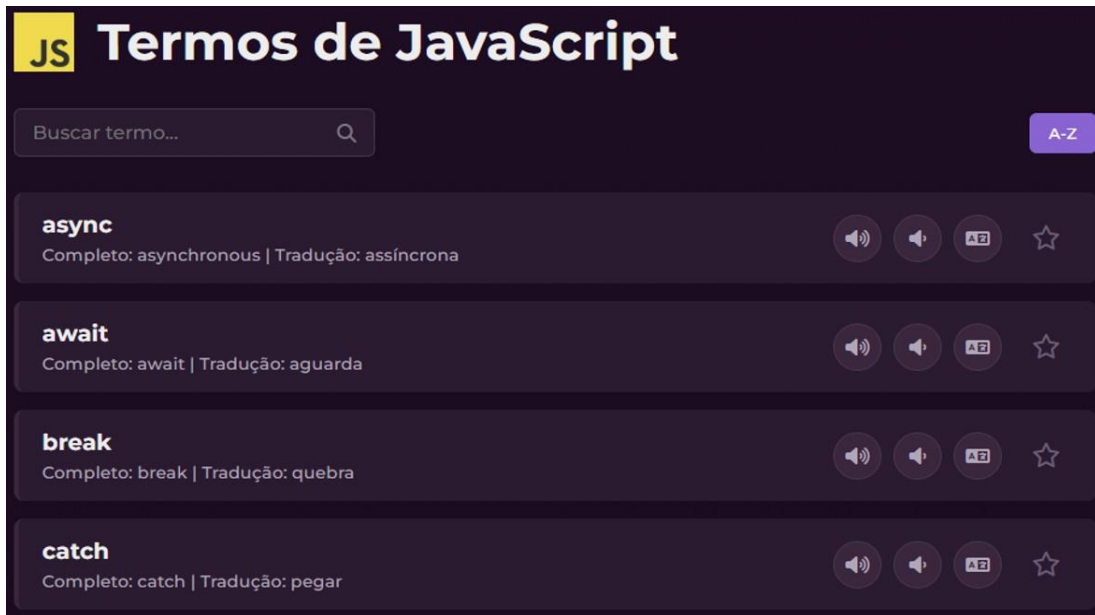 JS Termos de JavaScript
Buscar termo...
A-Z
async
Completo: asynchronous | Tradução: assíncrona
await
Completo: await | Tradução: aguarda
break
Completo: break | Tradução: quebra
catch
Completo: catch | Tradução: pegar